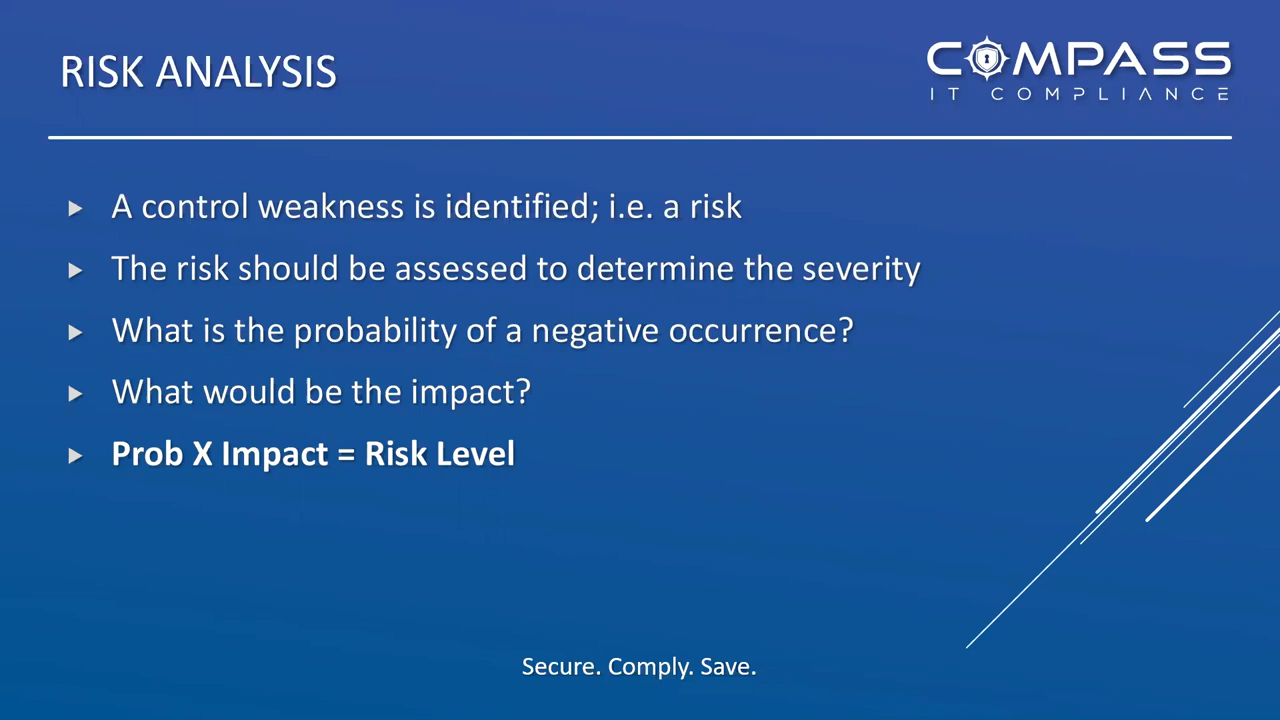 RISK ANALYSIS
COMPASS
IT COMPLIANCE
A control weakness is identified; i.e. a risk
The risk should be assessed to determine the severity
What is the probability of a negative occurrence?
What would be the impact?
Prob X Impact = Risk Level
Secure. Comply. Save.